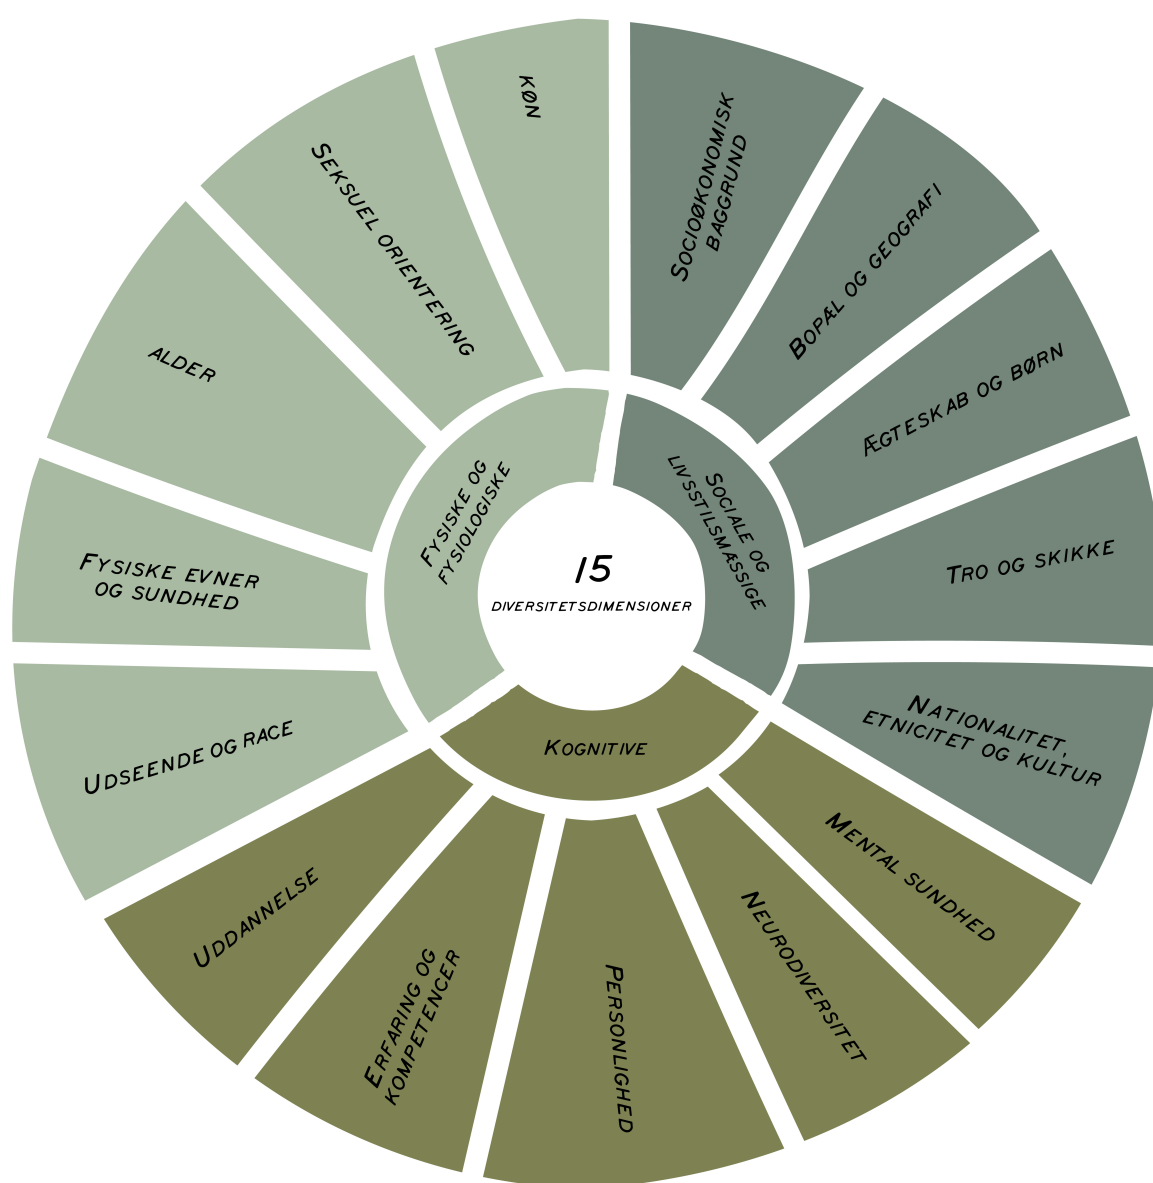 15
DIVERSITETSDIMENSIONER
FYSISKE OG
FYSIOLOGISKE
SOCIALE OG
LIVSSTILSMÆSSIGE
KOGNITIVE
KØN
SOCIOØKONOMISK
BAGGRUND
BOPÆL OG GEOGRAFI
ÆGTESKAB OG BØRN
TRO OG SKIKKE
NATIONALITET,
ETNICITET OG KULTUR
MENTAL SUNDHED
NEURODIVERSITET
PERSONLIGHED
ERFARING OG
KOMPETENCER
UDDANNELSE
UDSEENDE OG RACE
FYSISKE EVNER
OG SUNDHED
ALDER
SEKSUEL ORIENTERING